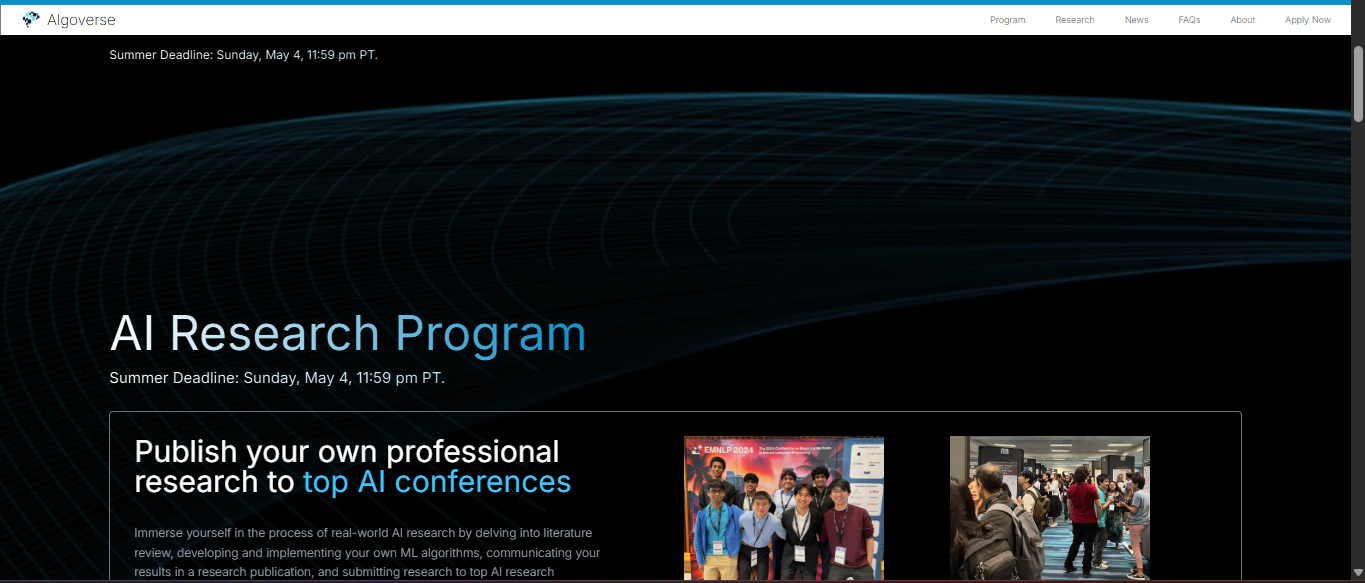 Algoverse
Program
Research
News
FAQs
About
Apply Now
Summer Deadline: Sunday, May 4, 11:59 pm PT.
AI Research Program
Summer Deadline: Sunday, May 4, 11:59 pm PT.
Publish your own professional
research to top AI conferences
EMNLP 2024
Immerse yourself in the process of real-world AI research by delving into literature
review, developing and implementing your own ML algorithms, communicating your
results in a research publication, and submitting research to top AI research